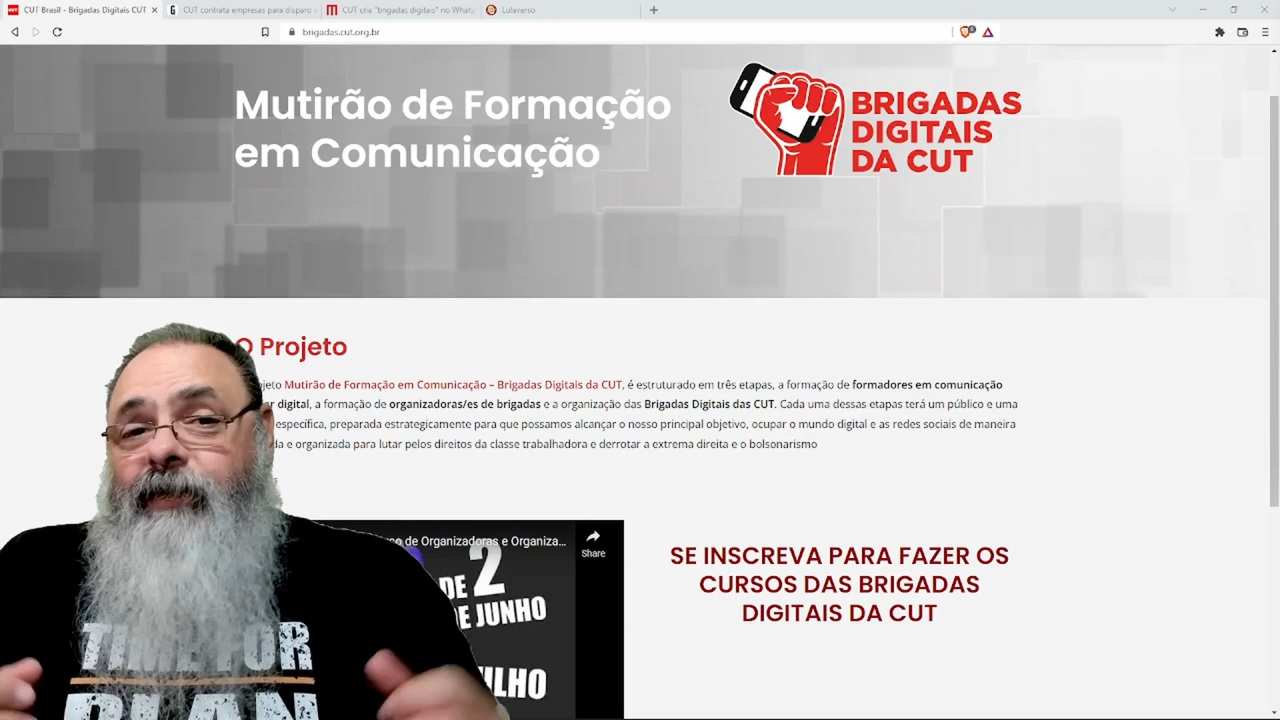 CUT Brasil - Brigadas Digitais CUT
CUT contrata empresas para disparo
CUT cria "brigadas digitais" no Whats
Lulaverso
brigadas.cut.org.br
Mutirão de Formação
em Comunicação
BRIGADAS
DIGITAIS
DA CUT
O Projeto
Mutirão de Formação em Comunicação – Brigadas Digitais da CUT, é estruturado em três etapas, a formação de formadores em comunicação
digital, a formação de organizadoras/es de brigadas e a organização das Brigadas Digitais das CUT. Cada uma dessas etapas terá um público e uma
específica, preparada estrategicamente para que possamos alcançar o nosso principal objetivo, ocupar o mundo digital e as redes sociais de maneira
e organizada para lutar pelos direitos da classe trabalhadora e derrotar a extrema direita e o bolsonarismo
de Organizadoras e Organiza...
Share
DE 2
DE JUNHO
SE INSCREVA PARA FAZER OS
CURSOS DAS BRIGADAS
DIGITAIS DA CUT
TIME FOR
PLAN